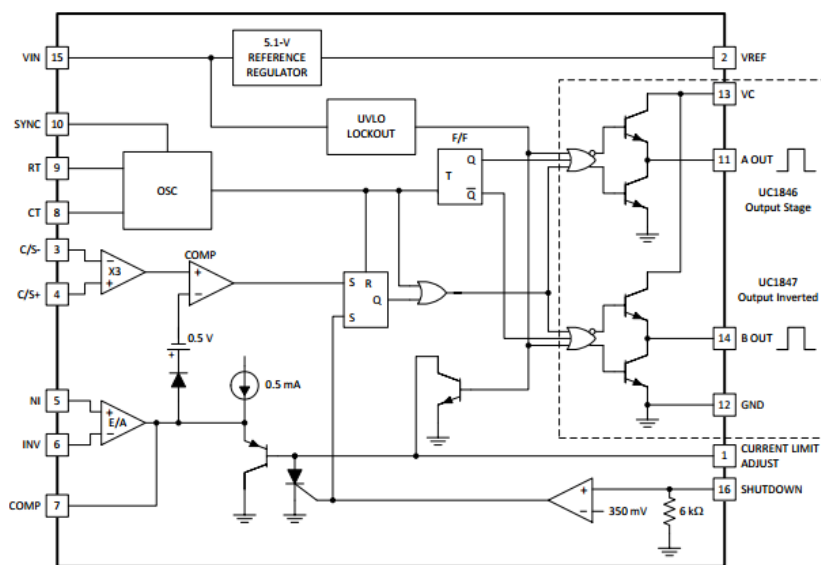 5.1-V
REFERENCE
REGULATOR
VIN 15
2 VREF
13 VC
SYNC 10
UVLO
LOCKOUT
F/F
RT 9
OSC
T Q
Q
11 A OUT
CT 8
UC1846
Output Stage
C/S- 3
X3
COMP
C/S+ 4
S R
Q
S
UC1847
Output Inverted
0.5 V
14 B OUT
0.5 mA
NI 5
E/A
12 GND
INV 6
1 CURRENT LIMIT
ADJUST
16 SHUTDOWN
COMP 7
350 mV
6 kΩ